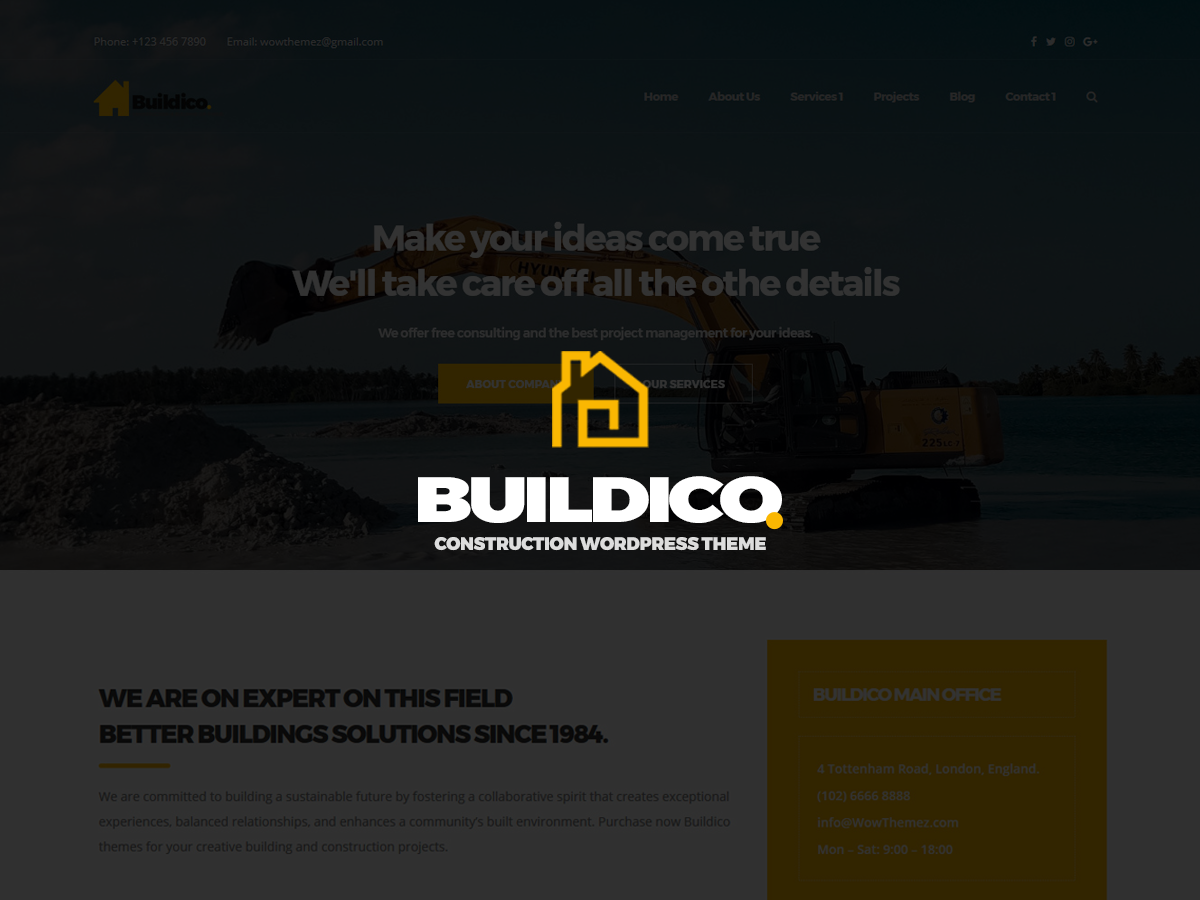 Phone: +123 456 7890 Email: wowthemez@gmail.com
Buildico.
Home About Us Services 1 Projects Blog Contact 1
Make your ideas come true
HYUN
We'll take care off all the othe details
We offer free consulting and the best project management for your ideas.
ABOUT COMPAN OUR SERVICES
225
BUILDICO.
CONSTRUCTION WORDPRESS THEME
WE ARE ON EXPERT ON THIS FIELD
BETTER BUILDINGS SOLUTIONS SINCE 1984.
We are committed to building a sustainable future by fostering a collaborative spirit that creates exceptional
experiences, balanced relationships, and enhances a community's built environment. Purchase now Buildico
themes for your creative building and construction projects.
BUILDICO MAIN OFFICE
4 Tottenham Road, London, England.
(102) 6666 8888
info@WowThemez.com
Mon – Sat: 9:00 – 18:00